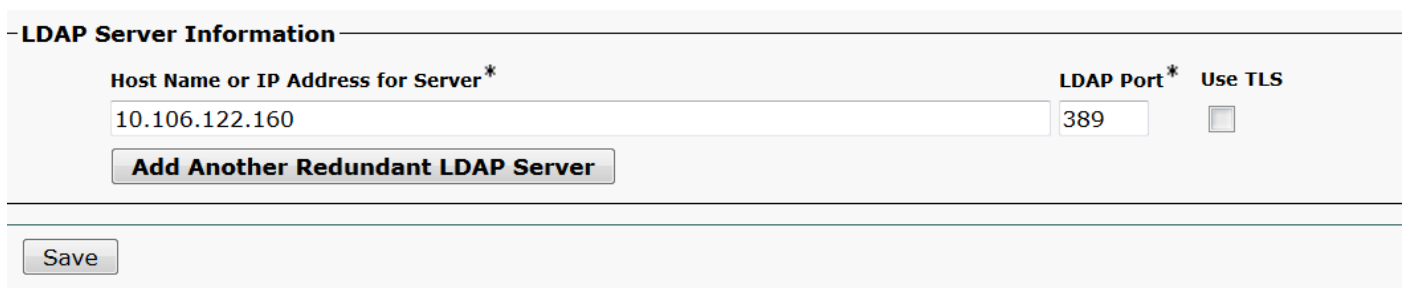 LDAP Server Information
Host Name or IP Address for Server* LDAP Port* Use TLS
10.106.122.160 389
Add Another Redundant LDAP Server
Save